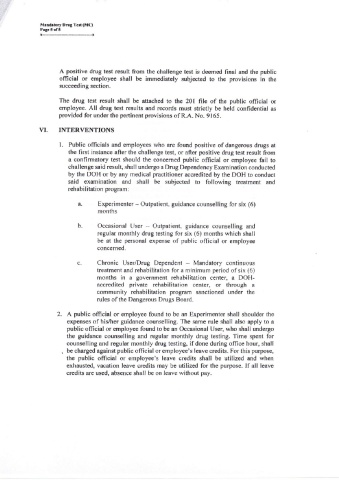 Mandatory Drug Test (MC)
Page 5 of 5
A positive drug test result from the challenge test is deemed final and the public
official or employee shall be immediately subjected to the provisions in the
succeeding section.
The drug test result shall be attached to the 201 file of the public official or
employee. All drug test results and records must strictly be held confidential as
provided for under the pertinent provisions of R.A. No. 9165.
VI. INTERVENTIONS
1. Public officials and employees who are found positive of dangerous drugs at
the first instance after the challenge test, or after positive drug test result from
a confirmatory test should the concerned public official or employee fail to
challenge said result, shall undergo a Drug Dependency Examination conducted
by the DOH or by any medical practitioner accredited by the DOH to conduct
said examination and shall be subjected to following treatment and
rehabilitation program:
a. Experimenter – Outpatient, guidance counselling for six (6)
months
b. Occasional User – Outpatient, guidance counselling and
regular monthly drug testing for six (6) months which shall
be at the personal expense of public official or employee
concerned.
c. Chronic User/Drug Dependent – Mandatory continuous
treatment and rehabilitation for a minimum period of six (6)
months in a government rehabilitation center, a DOH-
accredited private rehabilitation center, or through a
community rehabilitation program sanctioned under the
rules of the Dangerous Drugs Board.
2. A public official or employee found to be an Experimenter shall shoulder the
expenses of his/her guidance counselling. The same rule shall also apply to a
public official or employee found to be an Occasional User, who shall undergo
the guidance counselling and regular monthly drug testing. Time spent for
counselling and regular monthly drug testing, if done during office hour, shall
be charged against public official or employee's leave credits. For this purpose,
the public official or employee's leave credits shall be utilized and when
exhausted, vacation leave credits may be utilized for the purpose. If all leave
credits are used, absence shall be on leave without pay.